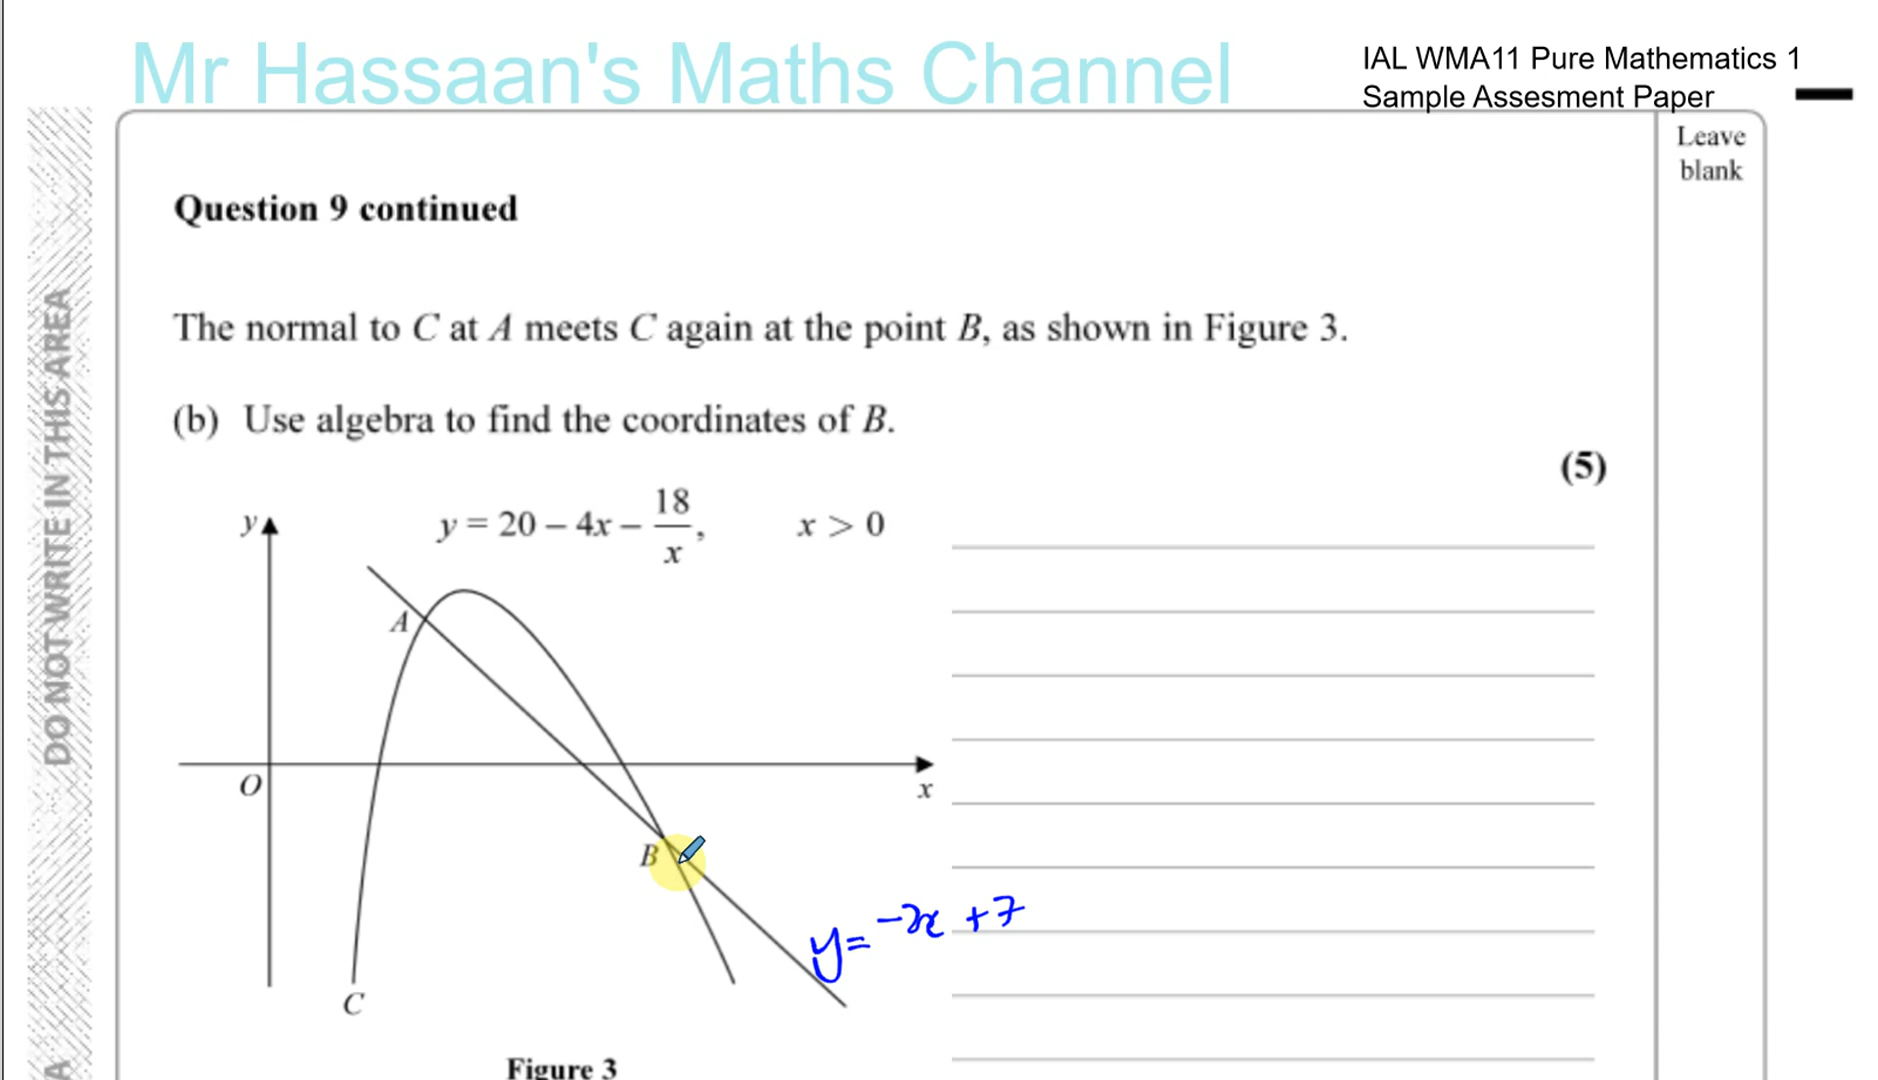 Mr Hassaan's Maths Channel
IAL WMA11 Pure Mathematics 1
Sample Assesment Paper
Leave
blank
DO NOT WRITE IN THIS AREA
Question 9 continued
The normal to C at A meets C again at the point B, as shown in Figure 3.
(b) Use algebra to find the coordinates of B.
(5)
y = 20 – 4x – 18/x, x > 0
y
A
O
x
B
y = -x + 7
C
Figure 3
A